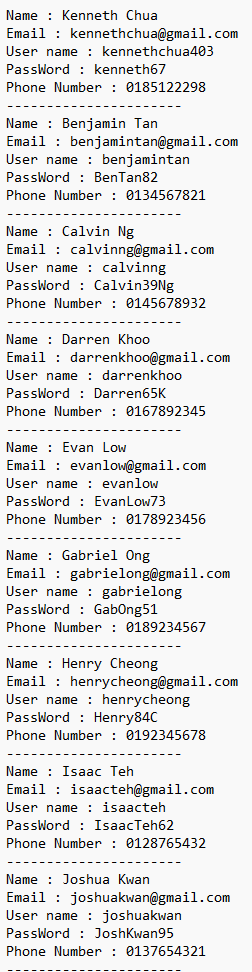 Name : Kenneth Chua
Email : kennethchua@gmail.com
User name : kennethchua403
PassWord : kenneth67
Phone Number : 0185122298
----------------------
Name : Benjamin Tan
Email : benjamintan@gmail.com
User name : benjamintan
PassWord : BenTan82
Phone Number : 0134567821
----------------------
Name : Calvin Ng
Email : calvinng@gmail.com
User name : calvinng
PassWord : Calvin39Ng
Phone Number : 0145678932
----------------------
Name : Darren Khoo
Email : darrenkhoo@gmail.com
User name : darrenkhoo
PassWord : Darren65K
Phone Number : 0167892345
----------------------
Name : Evan Low
Email : evanlow@gmail.com
User name : evanlow
PassWord : EvanLow73
Phone Number : 0178923456
----------------------
Name : Gabriel Ong
Email : gabrielong@gmail.com
User name : gabrielong
PassWord : GabOng51
Phone Number : 0189234567
----------------------
Name : Henry Cheong
Email : henrycheong@gmail.com
User name : henrycheong
PassWord : Henry84C
Phone Number : 0192345678
----------------------
Name : Isaac Teh
Email : isaacteh@gmail.com
User name : isaacteh
PassWord : IsaacTeh62
Phone Number : 0128765432
----------------------
Name : Joshua Kwan
Email : joshuakwan@gmail.com
User name : joshuakwan
PassWord : JoshKwan95
Phone Number : 0137654321
----------------------